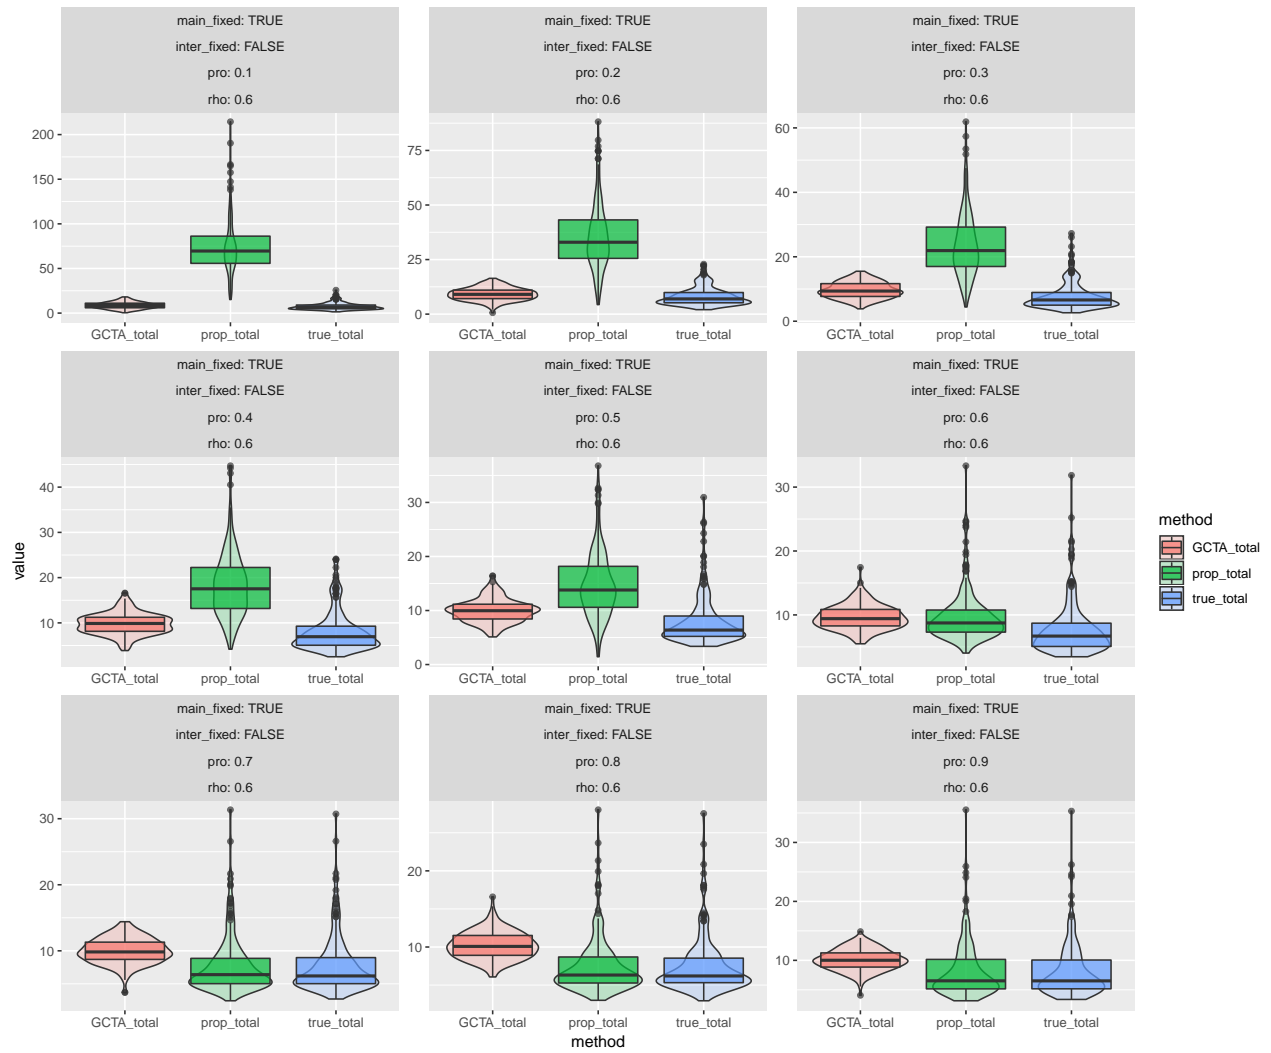 main_fixed: TRUE
inter_fixed: FALSE
pro: 0.1
rho: 0.6
main_fixed: TRUE
inter_fixed: FALSE
pro: 0.2
rho: 0.6
main_fixed: TRUE
inter_fixed: FALSE
pro: 0.3
rho: 0.6
200
150
100
50
0
75
50
25
0
60
40
20
0
GCTA_total prop_total true_total
GCTA_total prop_total true_total
GCTA_total prop_total true_total
main_fixed: TRUE
inter_fixed: FALSE
pro: 0.4
rho: 0.6
main_fixed: TRUE
inter_fixed: FALSE
pro: 0.5
rho: 0.6
main_fixed: TRUE
inter_fixed: FALSE
pro: 0.6
rho: 0.6
value
40
30
20
10
30
20
10
0
30
20
10
GCTA_total prop_total true_total
GCTA_total prop_total true_total
GCTA_total prop_total true_total
main_fixed: TRUE
inter_fixed: FALSE
pro: 0.7
rho: 0.6
main_fixed: TRUE
inter_fixed: FALSE
pro: 0.8
rho: 0.6
main_fixed: TRUE
inter_fixed: FALSE
pro: 0.9
rho: 0.6
30
20
10
20
10
30
20
10
GCTA_total prop_total true_total
GCTA_total prop_total true_total
GCTA_total prop_total true_total
method
method
GCTA_total
prop_total
true_total